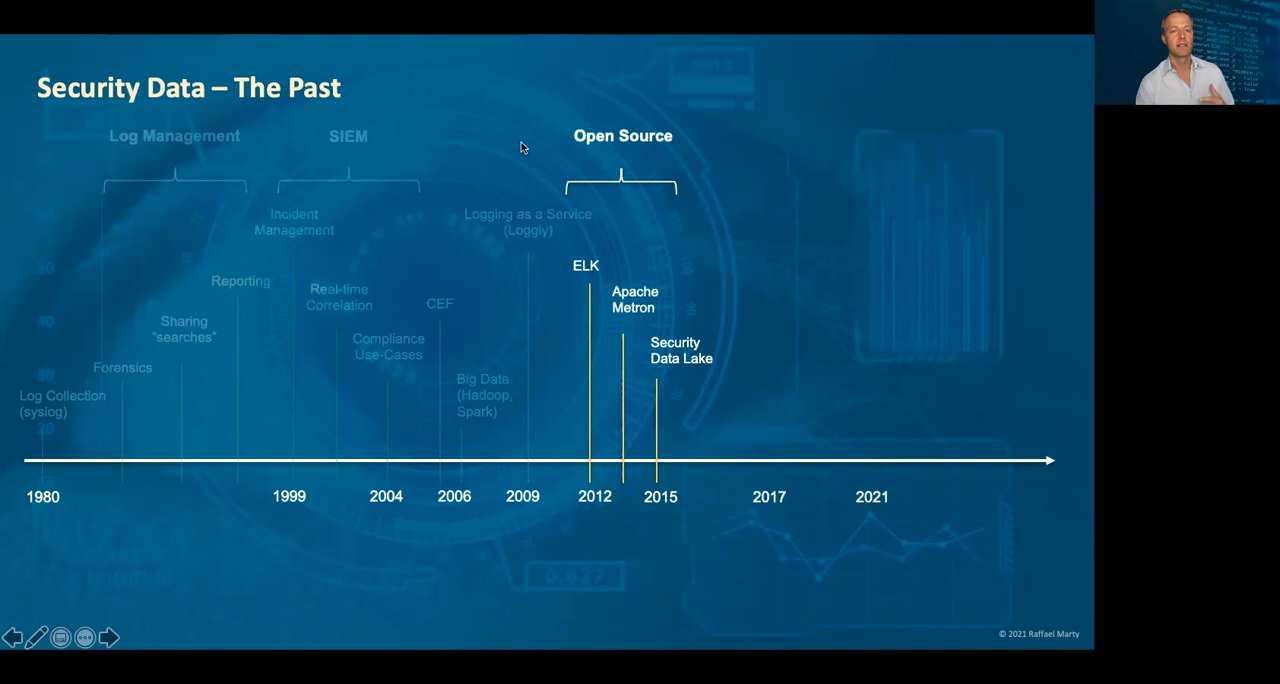 Security Data – The Past
Log Management
SIEM
Open Source
Incident
Management
Logging as a Service
(Loggly)
ELK
Reporting
Real-time
Correlation
CEF
Apache
Metron
Sharing
“searches”
Compliance
Use-Cases
Security
Data Lake
Forensics
Big Data
(Hadoop,
Spark)
Log Collection
(syslog)
1980
1999
2004
2006
2009
2012
2015
2017
2021
0.827
© 2021 Raffael Marty